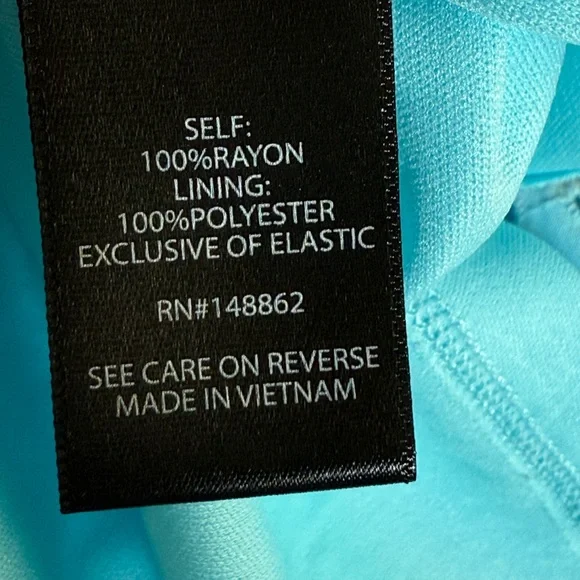 SELF:
100%RAYON
LINING:
100%POLYESTER
EXCLUSIVE OF ELASTIC
RN#148862
SEE CARE ON REVERSE
MADE IN VIETNAM